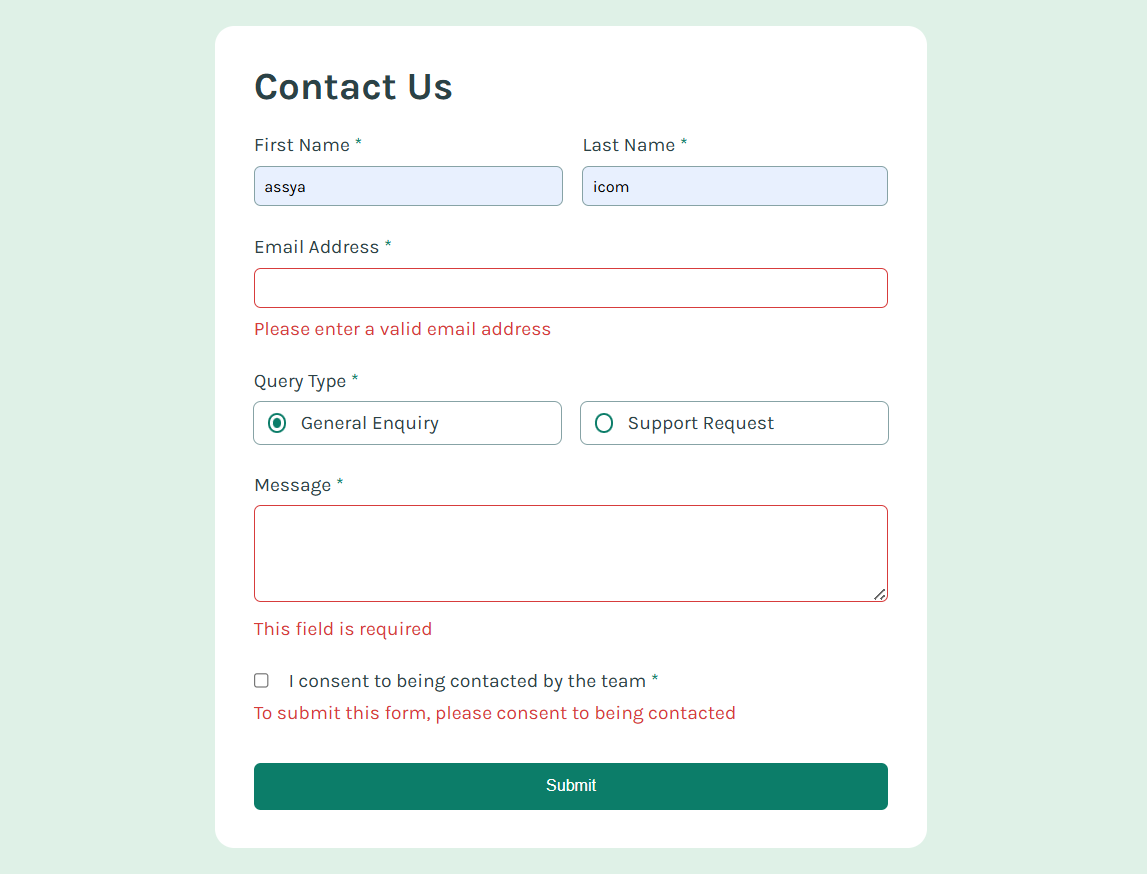 Contact Us
First Name * Last Name *
assya icom
Email Address *
Please enter a valid email address
Query Type *
General Enquiry Support Request
Message *
This field is required
I consent to being contacted by the team *
To submit this form, please consent to being contacted
Submit